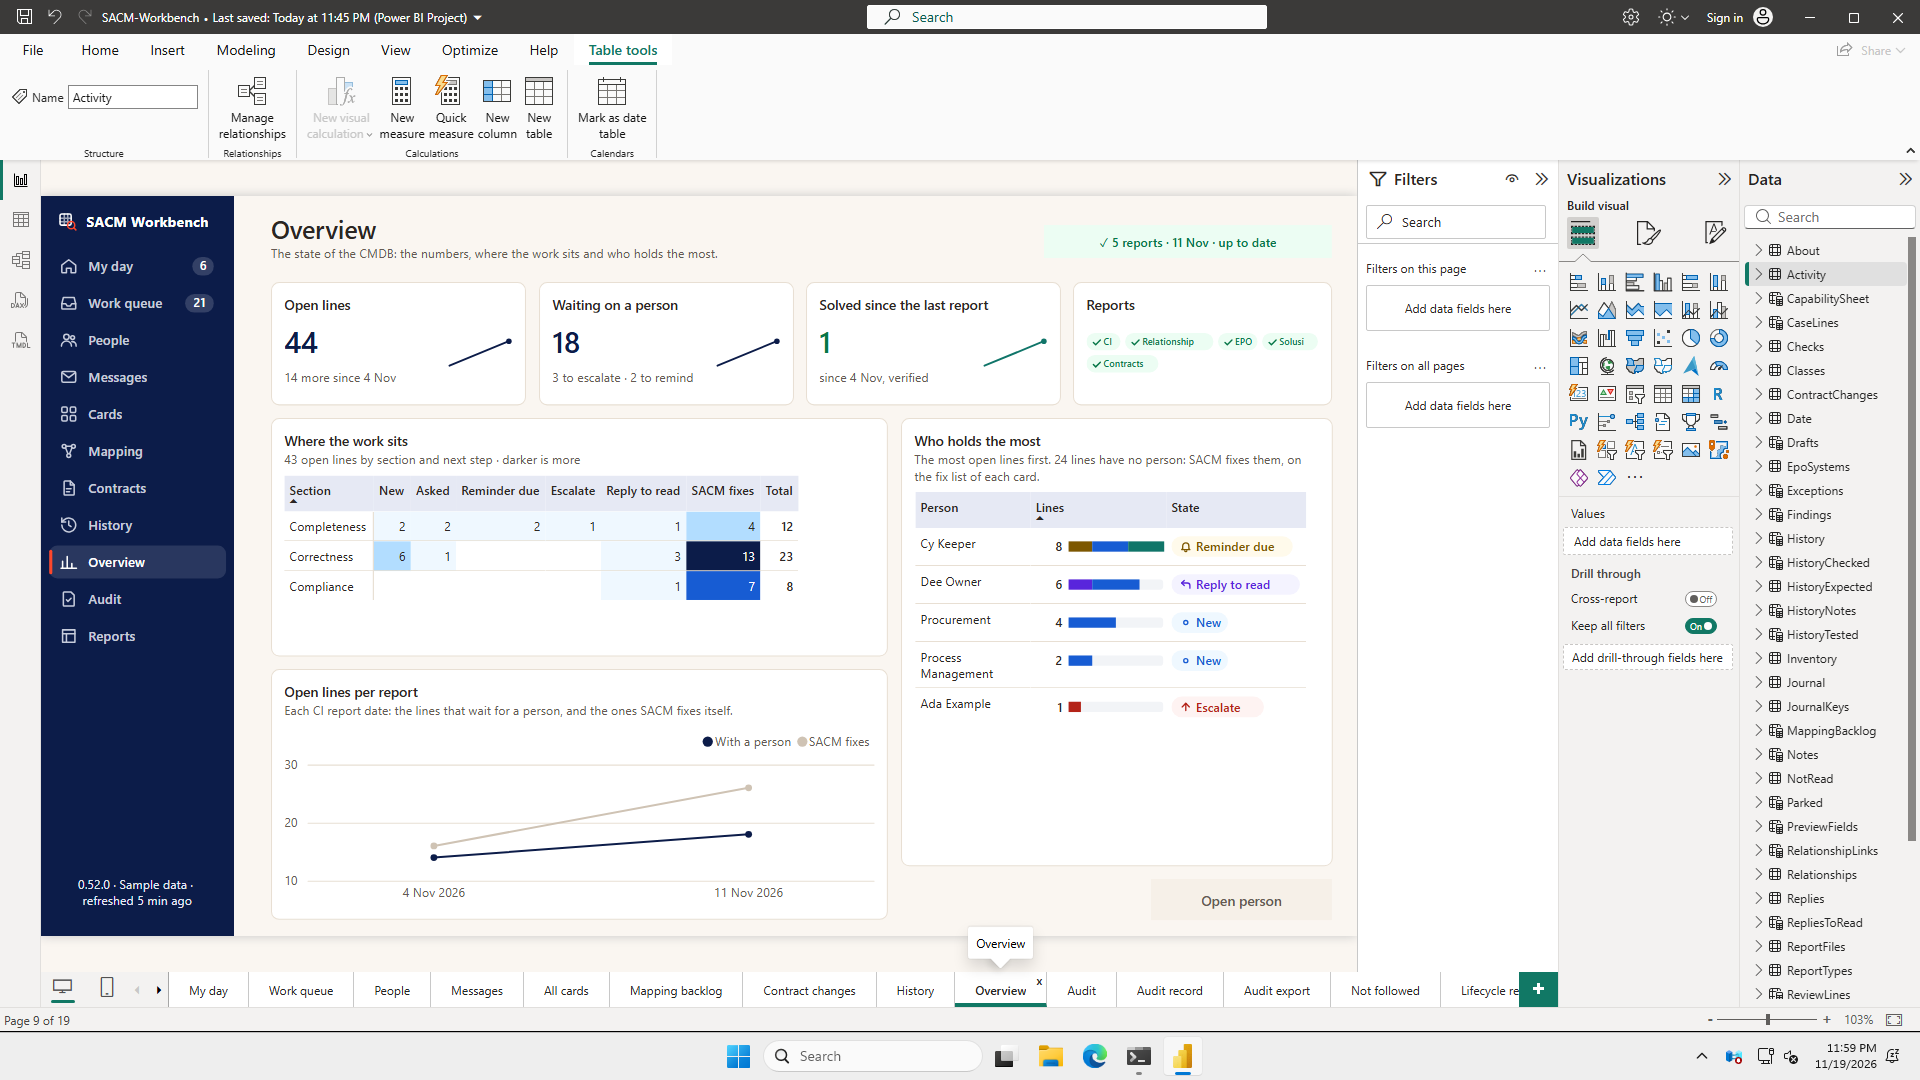 SACM-Workbench • Last saved: Today at 11:45 PM (Power BI Project)
Search
Sign in
File Home Insert Modeling Design View Optimize Help Table tools
Share
Name Activity
Structure
Manage relationships
Relationships
New visual calculation
New measure
Quick measure
New column
New table
Calculations
Mark as date table
Calendars
SACM Workbench
My day 6
Work queue 21
People
Messages
Cards
Mapping
Contracts
History
Overview
Audit
Reports
0.52.0 · Sample data ·
refreshed 5 min ago
Overview
The state of the CMDB: the numbers, where the work sits and who holds the most.
✓ 5 reports · 11 Nov · up to date
Open lines
44
14 more since 4 Nov
Waiting on a person
18
3 to escalate · 2 to remind
Solved since the last report
1
since 4 Nov, verified
Reports
✓ CI ✓ Relationship ✓ EPO ✓ Solusi
✓ Contracts
Where the work sits
43 open lines by section and next step · darker is more
Section New Asked Reminder due Escalate Reply to read SACM fixes Total
Completeness 2 2 2 1 1 4 12
Correctness 6 1 3 13 23
Compliance 1 7 8
Open lines per report
Each CI report date: the lines that wait for a person, and the ones SACM fixes itself.
With a person SACM fixes
30
20
10
4 Nov 2026 11 Nov 2026
Who holds the most
The most open lines first. 24 lines have no person: SACM fixes them, on
the fix list of each card.
Person Lines State
Cy Keeper 8 Reminder due
Dee Owner 6 Reply to read
Procurement 4 New
Process Management 2 New
Ada Example 1 Escalate
Open person
Overview
Filters
Search
Filters on this page ...
Add data fields here
Filters on all pages ...
Add data fields here
Visualizations
Build visual
123
R
Py
...
Values
Add data fields here
Drill through
Cross-report Off
Keep all filters On
Add drill-through fields here
Data
Search
About
Activity
CapabilitySheet
CaseLines
Checks
Classes
ContractChanges
Date
Drafts
EpoSystems
Exceptions
Findings
History
HistoryChecked
HistoryExpected
HistoryNotes
HistoryTested
Inventory
Journal
JournalKeys
MappingBacklog
Notes
NotRead
Parked
PreviewFields
RelationshipLinks
Relationships
Replies
RepliesToRead
ReportFiles
ReportTypes
ReviewLines
DAX
TMDL
My day Work queue People Messages All cards Mapping backlog Contract changes History Overview x Audit Audit record Audit export Not followed Lifecycle re +
Page 9 of 19
- + 103%
Search
11:59 PM
11/19/2026